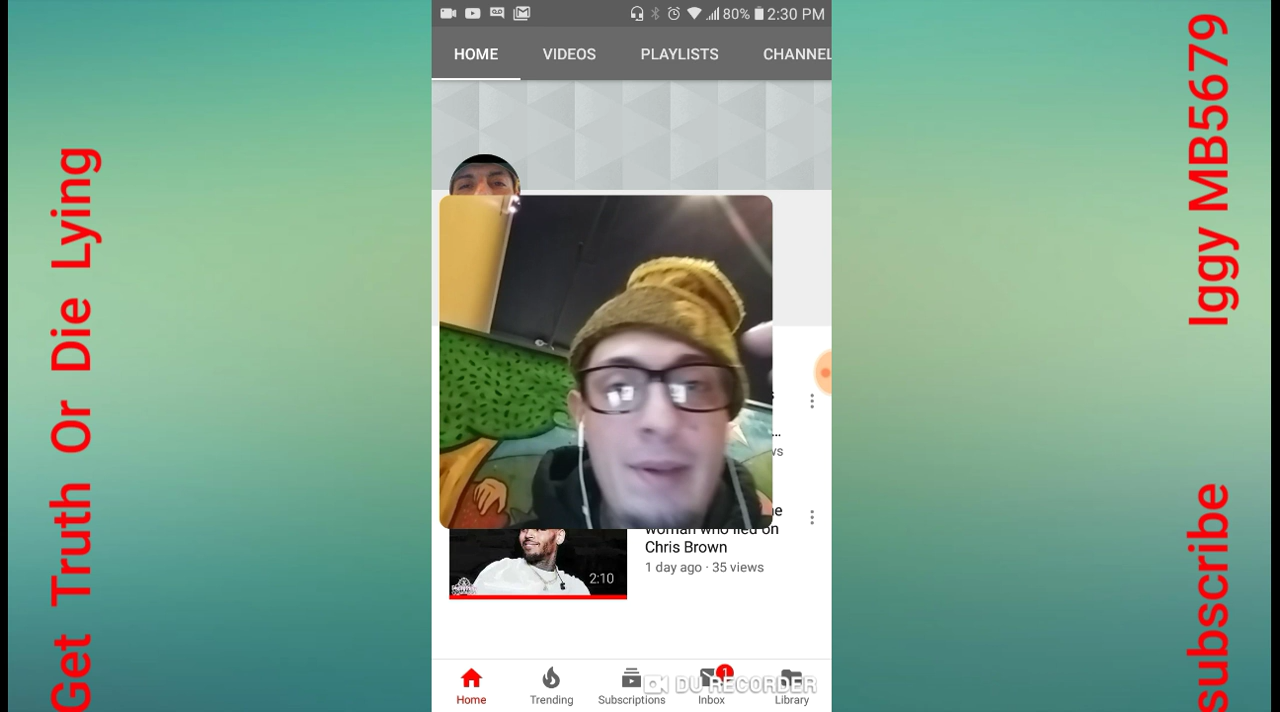 80% 2:30 PM
HOME VIDEOS PLAYLISTS CHANNEL
woman who lied on
Chris Brown
1 day ago · 35 views
2:10
Home Trending Subscriptions Inbox Library
1
DU RECORDER
Get Truth Or Die Lying
Iggy MB5679
subscribe